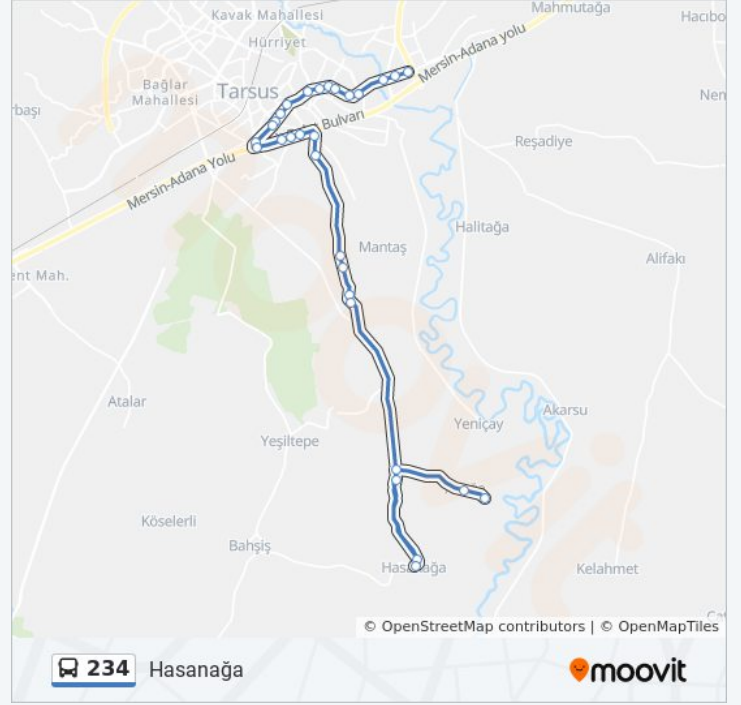 Kavak Mahallesi
Mahmutağa
Hacıbo
Hürriyet
Mersin-Adana yolu
Bağlar
Mahallesi
Tarsus
Nen
rbaşı
Bulvarı
Reşadiye
Mersin-Adana Yolu
Halitağa
Mantaş
Alifakı
ent Mah.
Atalar
Akarsu
Yeniçay
Yeşiltepe
Köselerli
Bahşiş
Hasanağa
Kelahmet
© OpenStreetMap contributors | © OpenMapTiles
234 Hasanağa
moovit